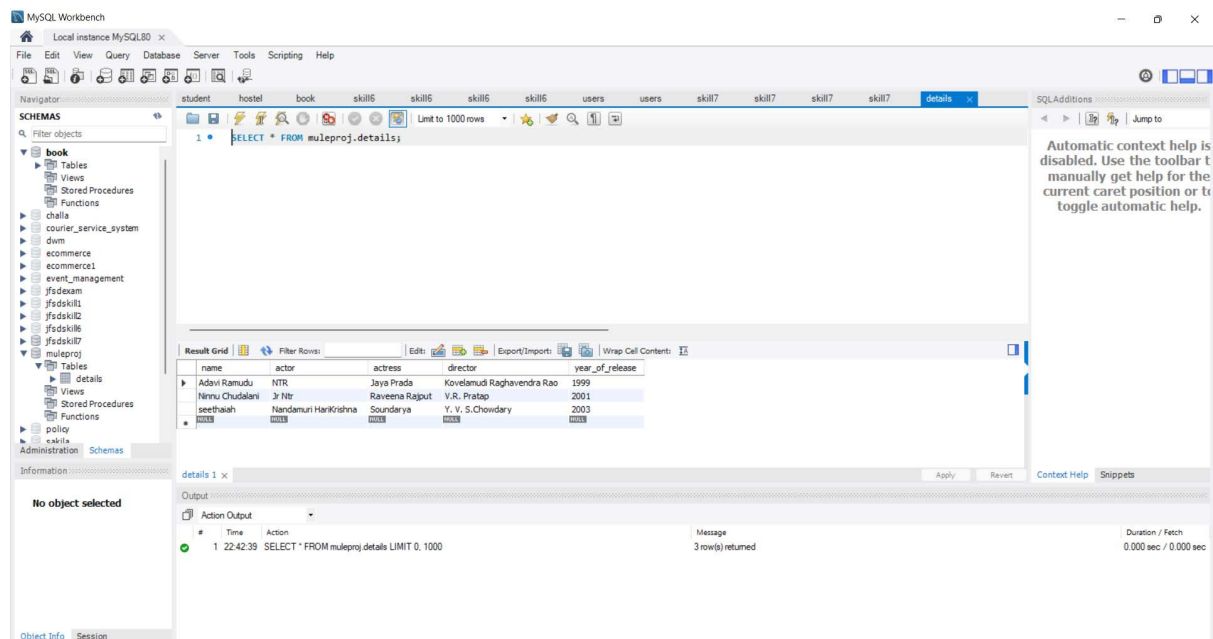 MySQL Workbench
Local instance MySQL80
File Edit View Query Database Server Tools Scripting Help
Navigator
SCHEMAS
Filter objects
book
Tables
Views
Stored Procedures
Functions
challa
courier_service_system
dwm
ecommerce
ecommerce1
event_management
jfsdexam
jfsdskill1
jfsdskill2
jfsdskill6
jfsdskill7
muleproj
Tables
details
Views
Stored Procedures
Functions
policy
sakila
Administration Schemas
Information
No object selected
Object Info Session
student hostel book skill6 skill6 skill6 skill6 users users skill7 skill7 skill7 skill7 details
Limit to 1000 rows
1 SELECT * FROM muleproj.details;
Result Grid Filter Rows: Edit: Export/Import: Wrap Cell Content:
name actor actress director year_of_release
Adavi Ramudu NTR Jaya Prada Kovelamudi Raghavendra Rao 1999
Ninnu Chudalani Jr Ntr Raveena Rajput V.R. Pratap 2001
seethaiah Nandamuri HariKrishna Soundarya Y. V. S.Chowdary 2003
NULL NULL NULL NULL NULL
details 1 Apply Revert
Output
Action Output
# Time Action Message Duration / Fetch
1 22:42:39 SELECT * FROM muleproj.details LIMIT 0, 1000 3 row(s) returned 0.000 sec / 0.000 sec
SQLAdditions
Jump to
Automatic context help is
disabled. Use the toolbar t
manually get help for the
current caret position or to
toggle automatic help.
Context Help Snippets